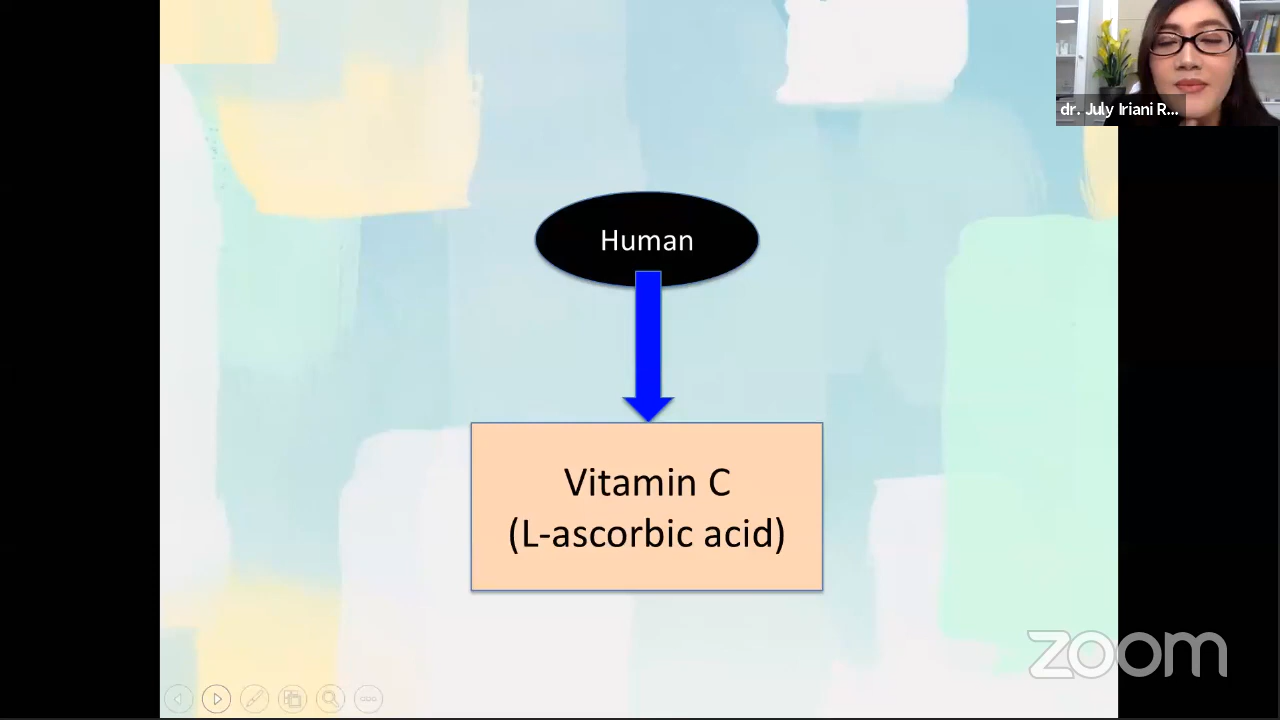 dr. July Iriani R...
Human
Vitamin C
(L-ascorbic acid)
zoom